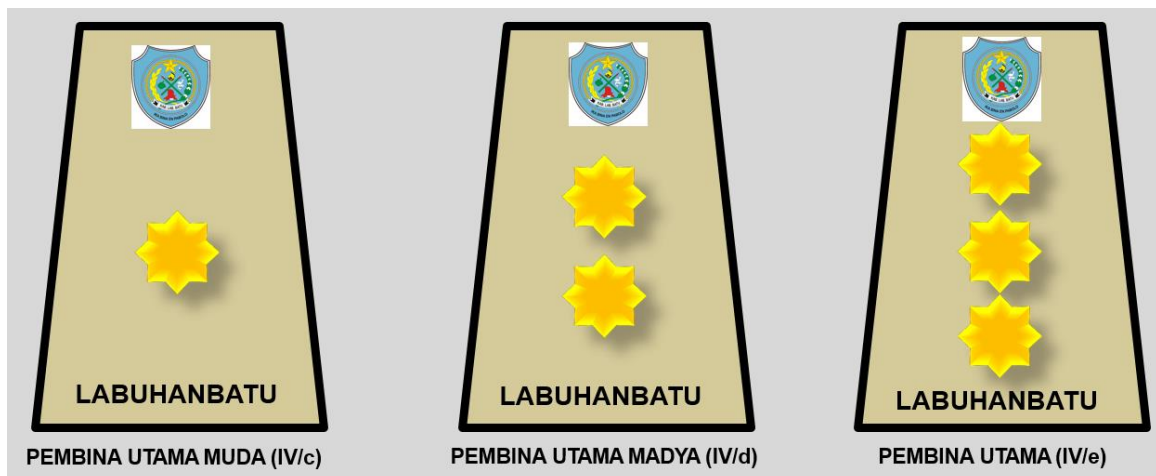 LABUHANBATU
PEMBINA UTAMA MUDA (IV/c)
LABUHANBATU
PEMBINA UTAMA MADYA (IV/d)
LABUHANBATU
PEMBINA UTAMA (IV/e)